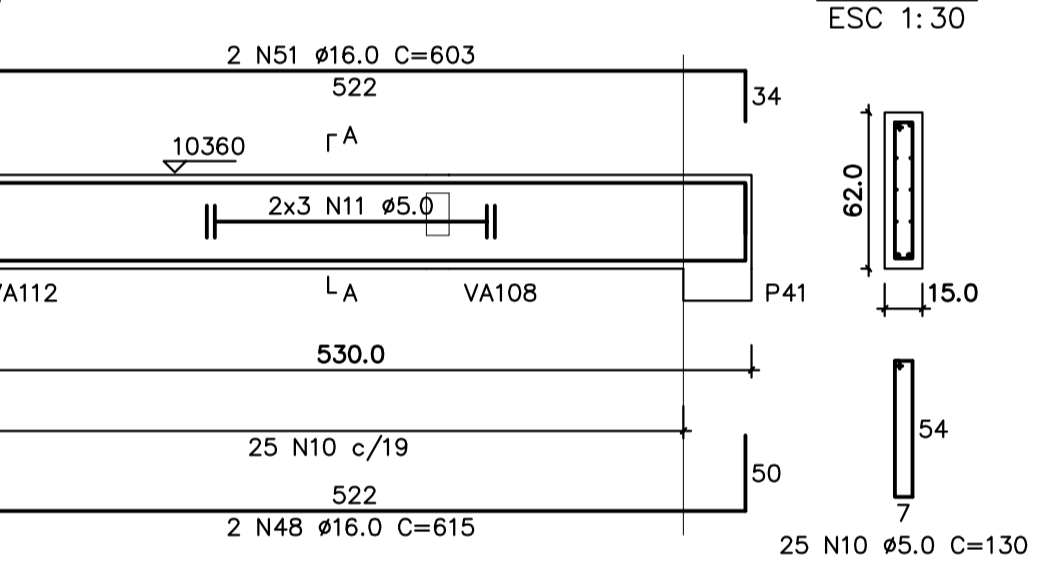 ESC 1:30
2 N51 ø16.0 C=603
522
34
A
10360
2x3 N11 ø5.0
62.0
15.0
A
VA108
P41
530.0
25 N10 c/19
54
522
50
7
2 N48 ø16.0 C=615
25 N10 ø5.0 C=130